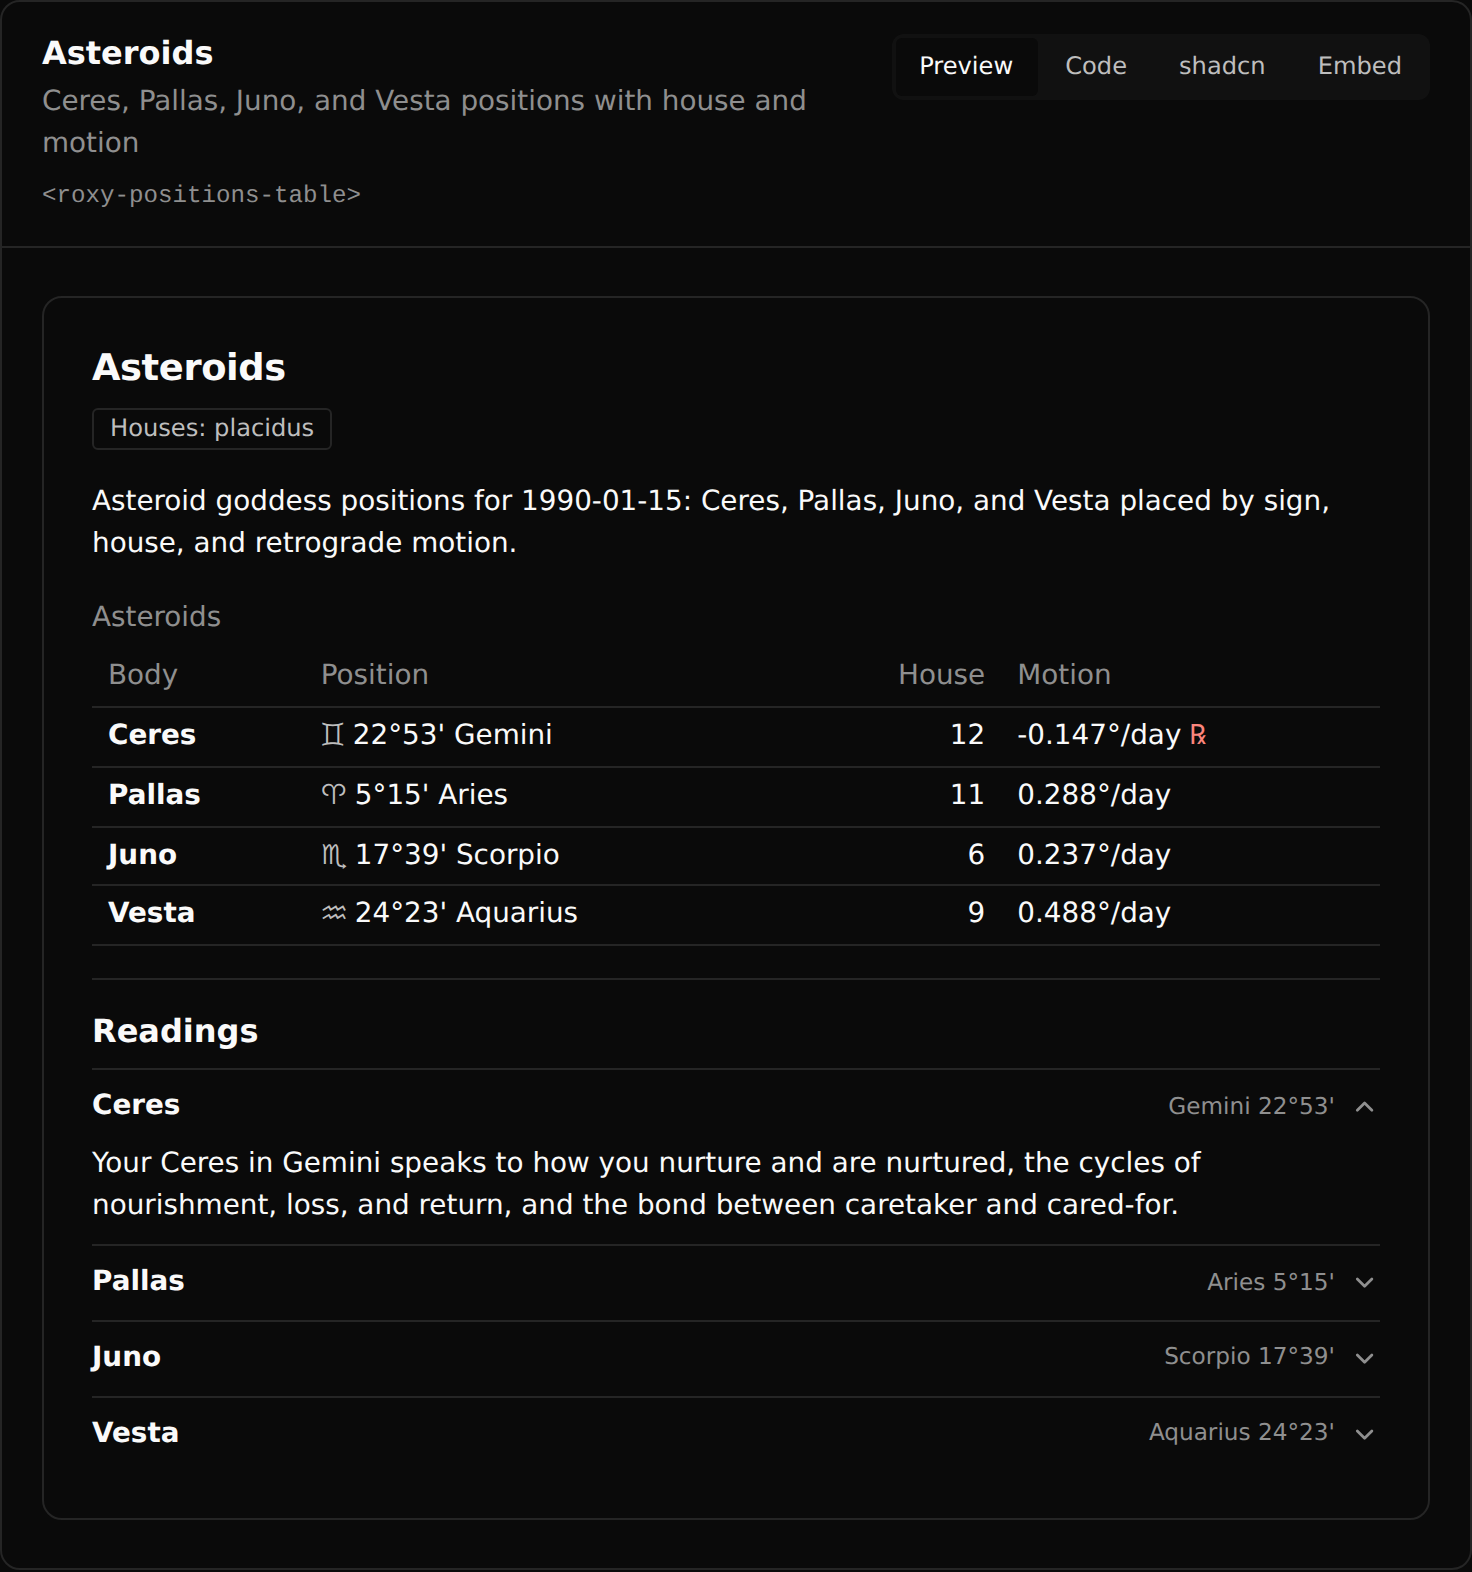 Asteroids
Preview Code shadcn Embed
Ceres, Pallas, Juno, and Vesta positions with house and
motion
<roxy-positions-table>
Asteroids
Houses: placidus
Asteroid goddess positions for 1990-01-15: Ceres, Pallas, Juno, and Vesta placed by sign,
house, and retrograde motion.
Asteroids
Body Position House Motion
Ceres ♊ 22°53' Gemini 12 -0.147°/day ℞
Pallas ♈ 5°15' Aries 11 0.288°/day
Juno ♏ 17°39' Scorpio 6 0.237°/day
Vesta ♒ 24°23' Aquarius 9 0.488°/day
Readings
Ceres Gemini 22°53'
Your Ceres in Gemini speaks to how you nurture and are nurtured, the cycles of
nourishment, loss, and return, and the bond between caretaker and cared-for.
Pallas Aries 5°15'
Juno Scorpio 17°39'
Vesta Aquarius 24°23'